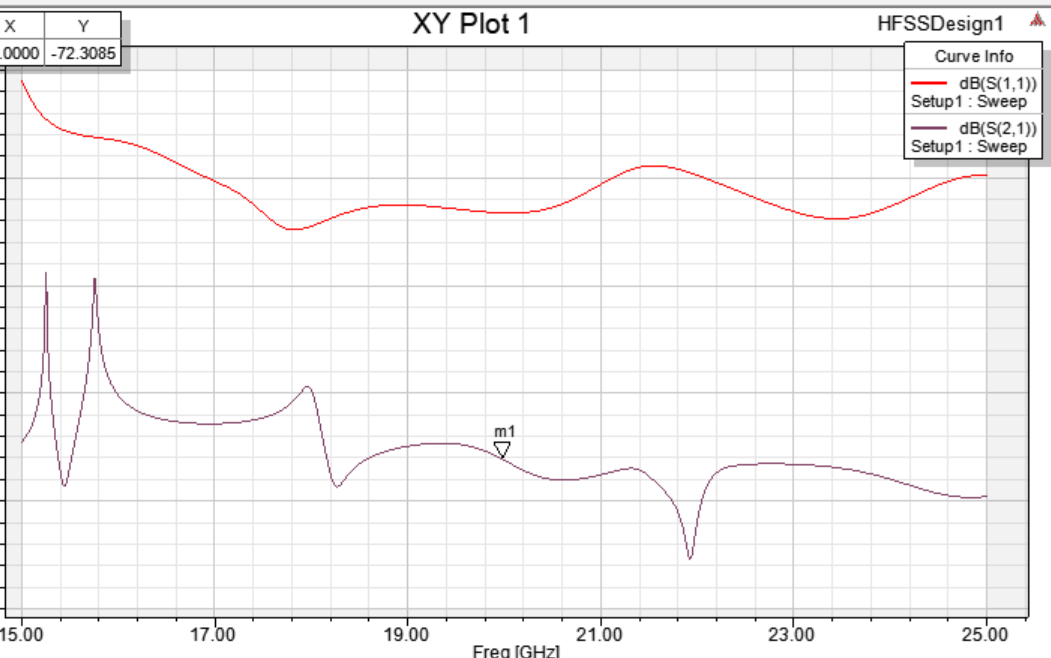 XY Plot 1
HFSSDesign1
X Y
.0000 -72.3085
Curve Info
dB(S(1,1))
Setup1 : Sweep
dB(S(2,1))
Setup1 : Sweep
m1
15.00 17.00 19.00 21.00 23.00 25.00
Freq [GHz]